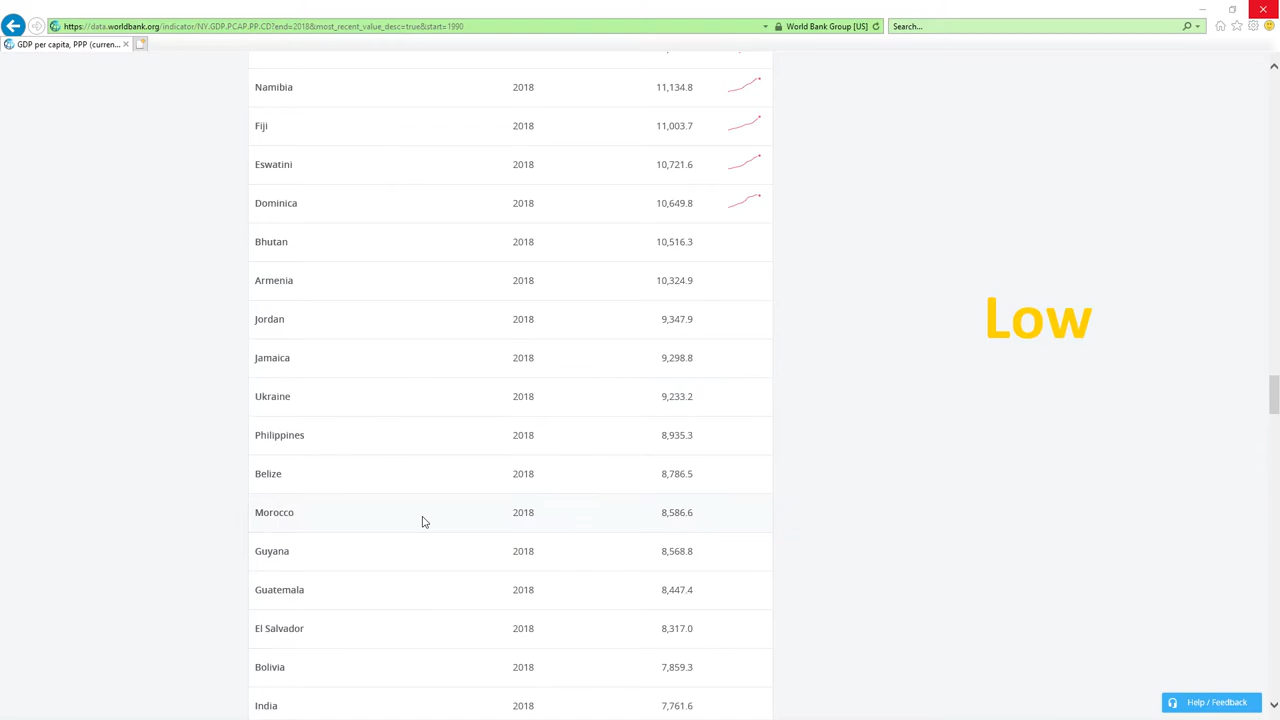 https://data.worldbank.org/indicator/NY.GDP.PCAP.PP.CD?end=2018&most_recent_value_desc=true&start=1990
World Bank Group [US]
Search...
GDP per capita, PPP (curren...
Namibia 2018 11,134.8
Fiji 2018 11,003.7
Eswatini 2018 10,721.6
Dominica 2018 10,649.8
Bhutan 2018 10,516.3
Armenia 2018 10,324.9
Low
Jordan 2018 9,347.9
Jamaica 2018 9,298.8
Ukraine 2018 9,233.2
Philippines 2018 8,935.3
Belize 2018 8,786.5
Morocco 2018 8,586.6
Guyana 2018 8,568.8
Guatemala 2018 8,447.4
El Salvador 2018 8,317.0
Bolivia 2018 7,859.3
India 2018 7,761.6
Help / Feedback